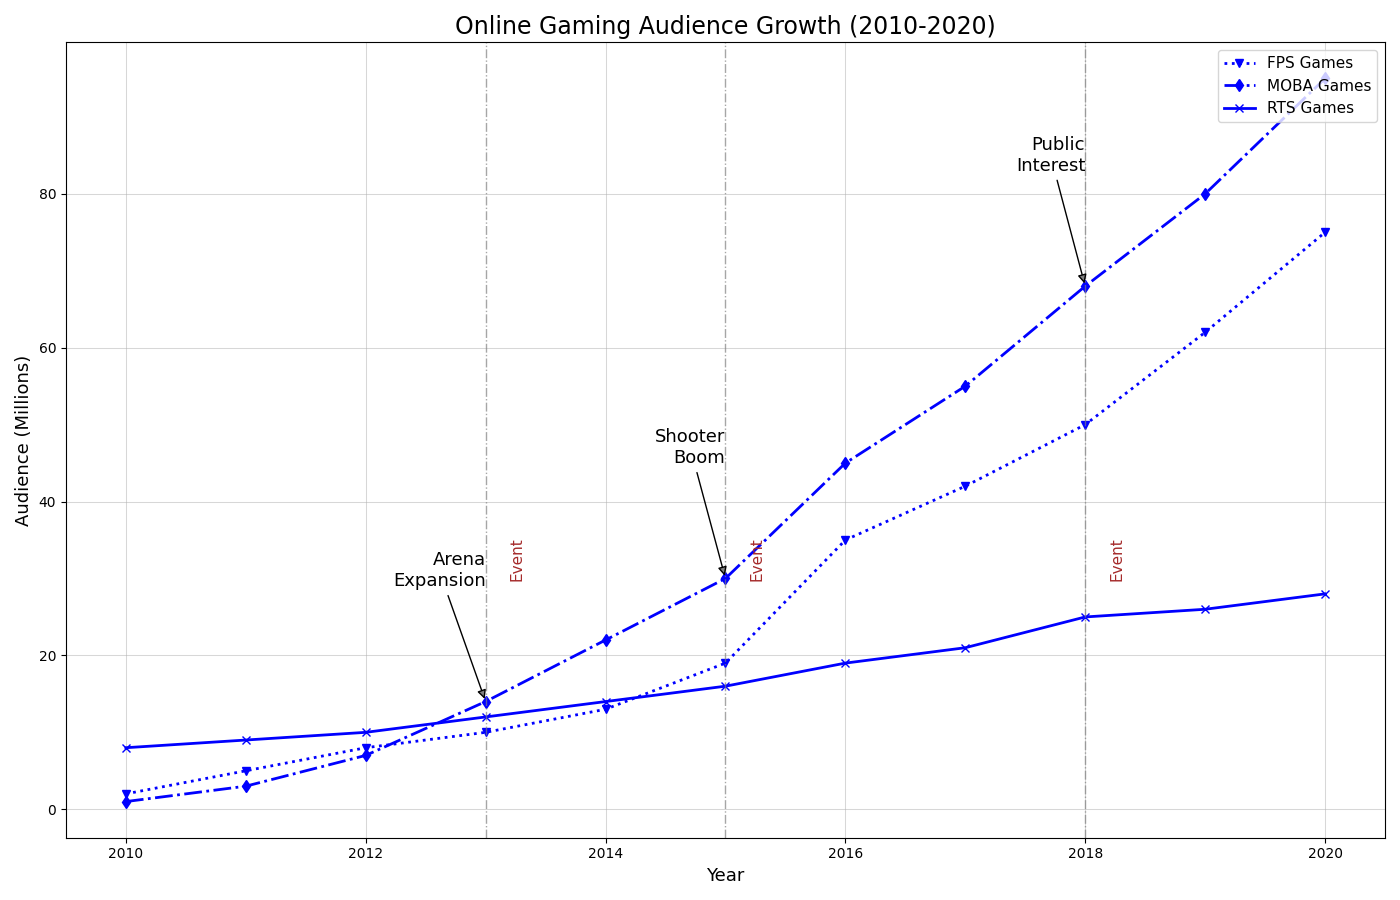 Online Gaming Audience Growth (2010-2020)
FPS Games
MOBA Games
RTS Games
Public
Interest
Shooter
Boom
Arena
Expansion
Event
Event
Event
Audience (Millions)
80
60
40
20
0
2010
2012
2014
2016
2018
2020
Year